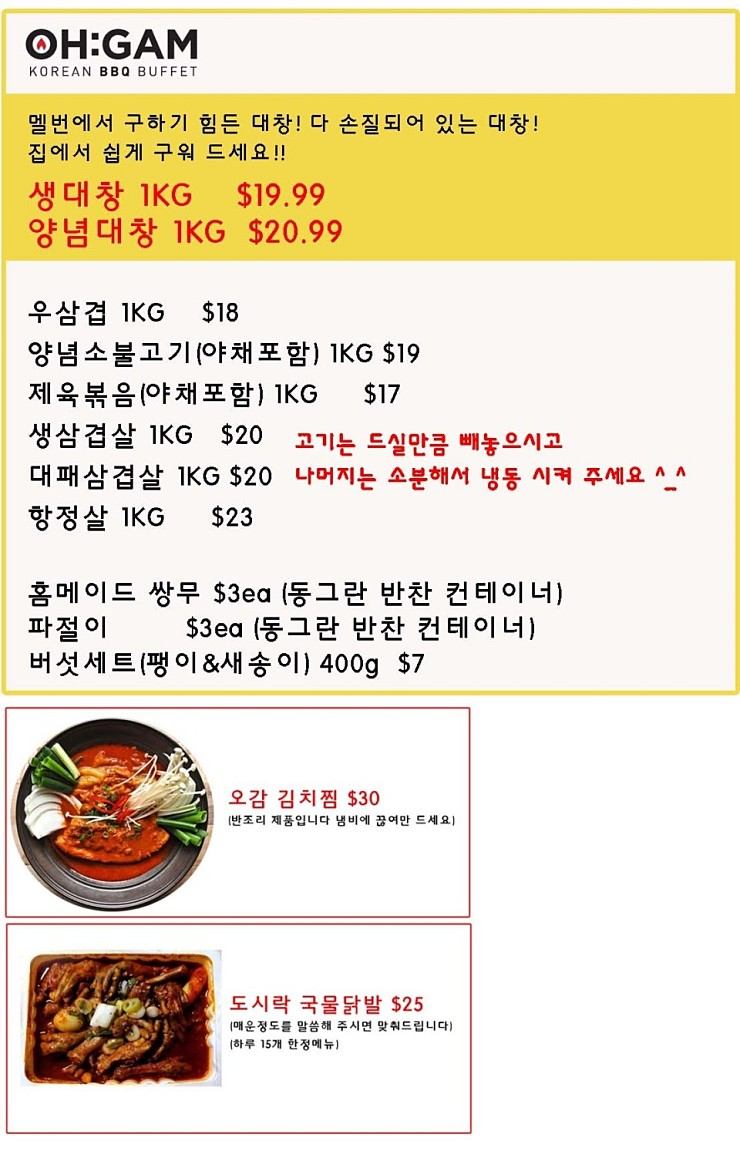 OH:GAM
KOREAN BBQ BUFFET
멜번에서 구하기 힘든 대창! 다 손질되어 있는 대창!
집에서 쉽게 구워 드세요!!
생대창 1KG $19.99
양념대창 1KG $20.99
우삼겹 1KG $18
양념소불고기(야채포함) 1KG $19
제육볶음(야채포함) 1KG $17
생삼겹살 1KG $20
대패삼겹살 1KG $20
고기는 드실만큼 빼놓으시고
나머지는 소분해서 냉동 시켜 주세요 ^_^
항정살 1KG $23
홈메이드 쌈무 $3ea (동그란 반찬 컨테이너)
파절이 $3ea (동그란 반찬 컨테이너)
버섯세트(팽이&새송이) 400g $7
오감 김치찜 $30
(반조리 제품입니다 냄비에 끊여만 드세요)
도시락 국물닭발 $25
(매운정도를 말씀해 주시면 맞춰드립니다)
(하루 15개 한정메뉴)